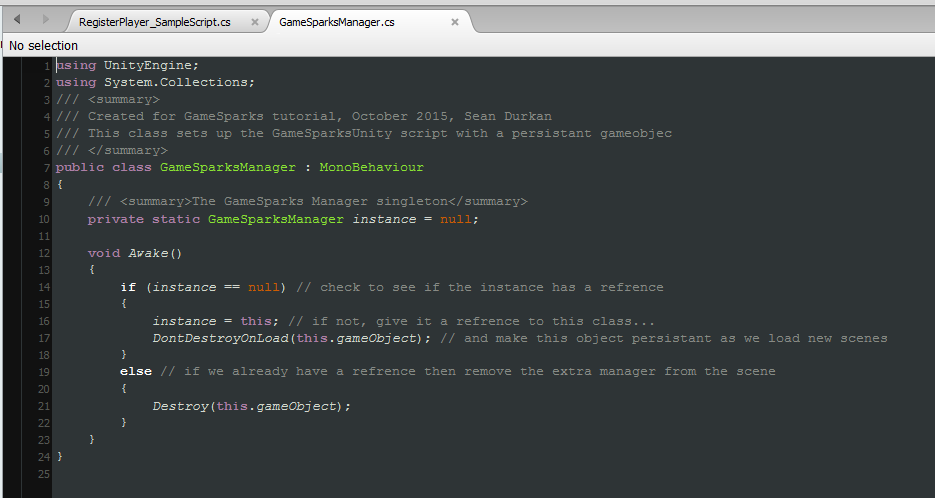 RegisterPlayer_SampleScript.cs × GameSparksManager.cs ×
No selection
1 using UnityEngine;
2 using System.Collections;
3 /// <summary>
4 /// Created for GameSparks tutorial, October 2015, Sean Durkan
5 /// This class sets up the GameSparksUnity script with a persistant gameobjec
6 /// </summary>
7 public class GameSparksManager : MonoBehaviour
8 {
9     /// <summary>The GameSparks Manager singleton</summary>
10     private static GameSparksManager instance = null;
11
12     void Awake()
13     {
14         if (instance == null) // check to see if the instance has a refrence
15         {
16             instance = this; // if not, give it a refrence to this class...
17             DontDestroyOnLoad(this.gameObject); // and make this object persistant as we load new scenes
18         }
19         else // if we already have a refrence then remove the extra manager from the scene
20         {
21             Destroy(this.gameObject);
22         }
23     }
24 }
25